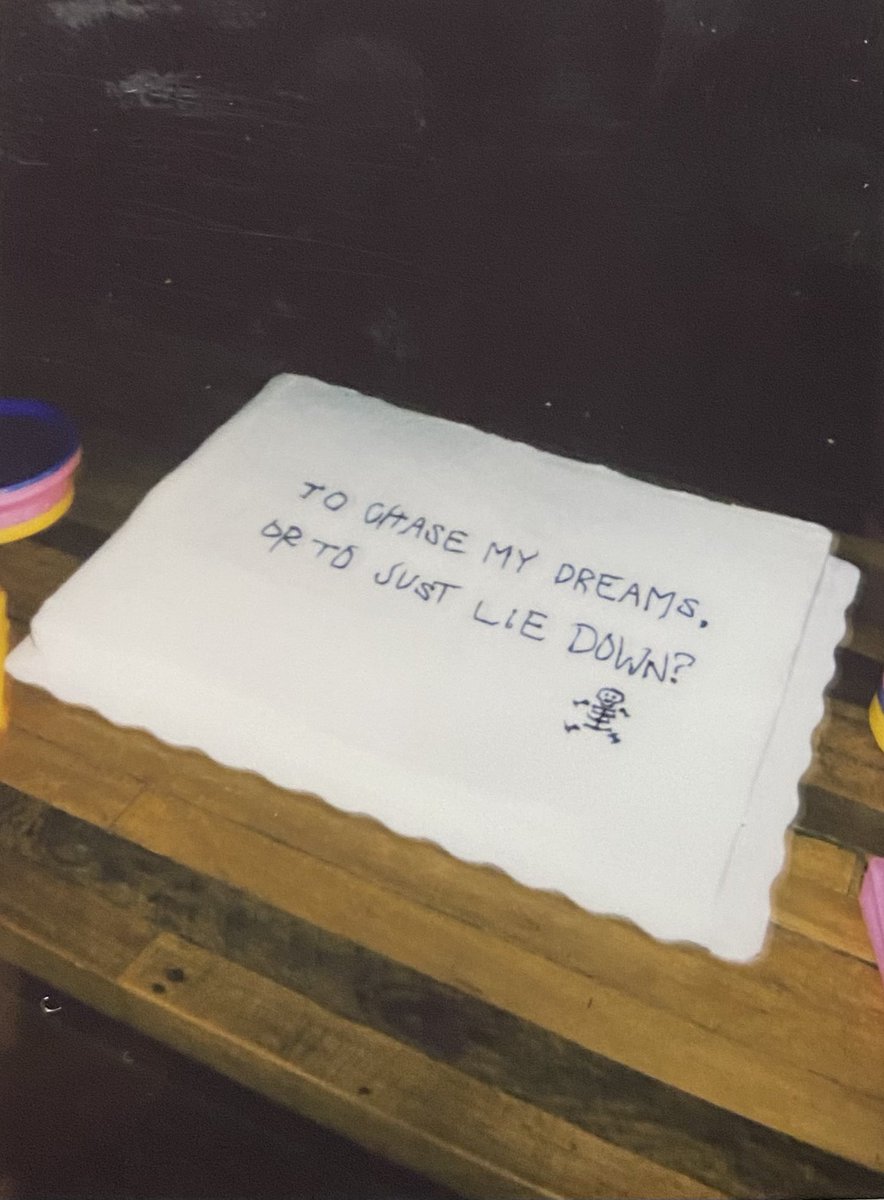 TO CHASE MY DREAMS,
OR TO JUST LIE DOWN?